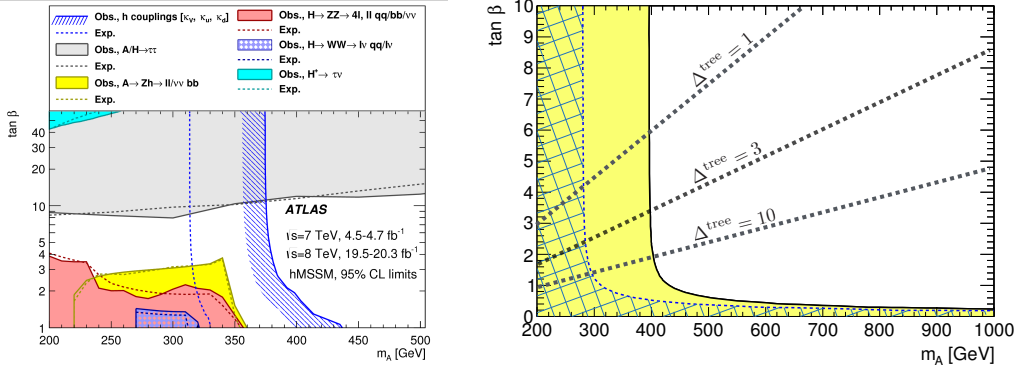 Obs., h couplings [κV, κu, κd]
Exp.
Obs., A/H→ττ
Exp.
Obs., A→Zh→ll/νν bb
Exp.
Obs., H→ZZ→4l, ll qq/bb/νν
Exp.
Obs., H→WW→lν qq/lν
Exp.
Obs., H⁺→ τν
Exp.
tan β
40
30
20
10
5
4
3
2
1
ATLAS
√s=7 TeV, 4.5-4.7 fb⁻¹
√s=8 TeV, 19.5-20.3 fb⁻¹
hMSSM, 95% CL limits
200 250 300 350 400 450 500
mA [GeV]
tan β
10
9
8
7
6
5
4
3
2
1
0
Δtree = 1
Δtree = 3
Δtree = 10
200 300 400 500 600 700 800 900 1000
mA [GeV]